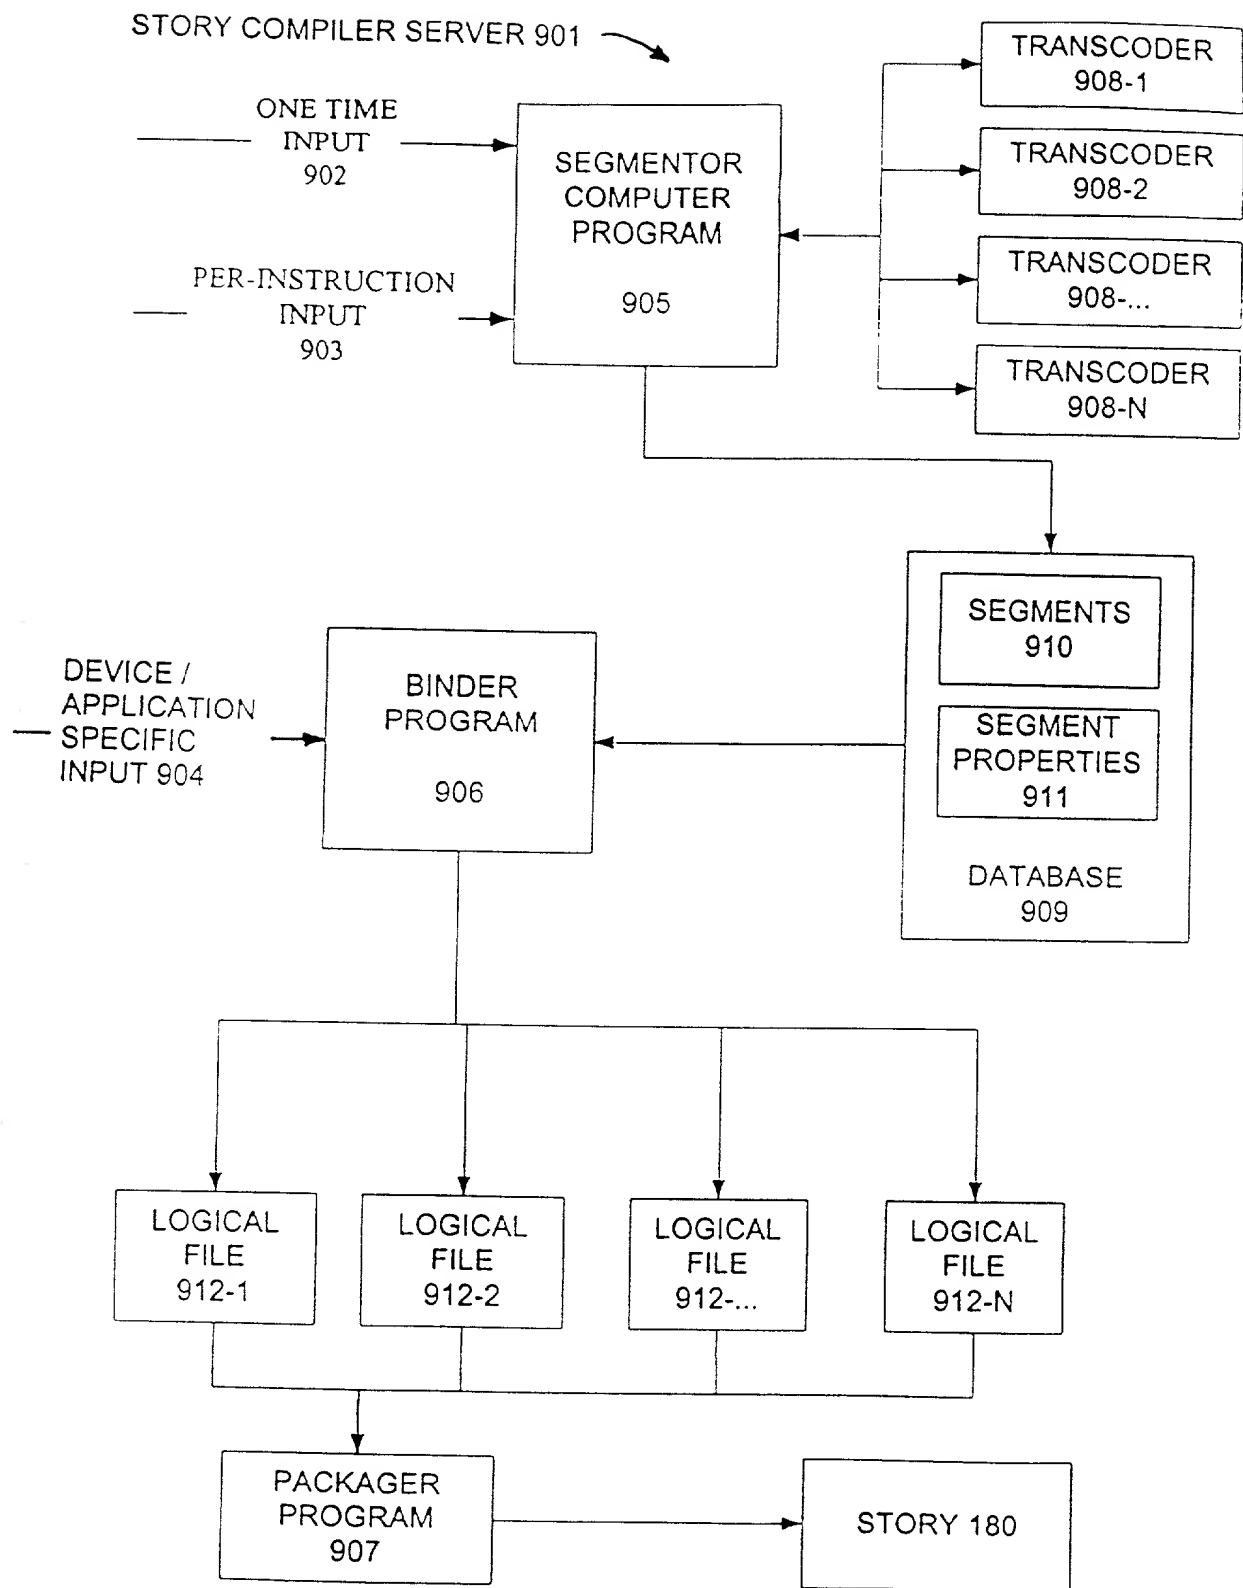 STORY COMPILER SERVER 901
ONE TIME
INPUT
902
PER-INSTRUCTION
INPUT
903
SEGMENTOR
COMPUTER
PROGRAM
905
TRANSCODER
908-1
TRANSCODER
908-2
TRANSCODER
908-...
TRANSCODER
908-N
SEGMENTS
910
SEGMENT
PROPERTIES
911
DATABASE
909
DEVICE /
APPLICATION
SPECIFIC
INPUT 904
BINDER
PROGRAM
906
LOGICAL
FILE
912-1
LOGICAL
FILE
912-2
LOGICAL
FILE
912-...
LOGICAL
FILE
912-N
PACKAGER
PROGRAM
907
STORY 180